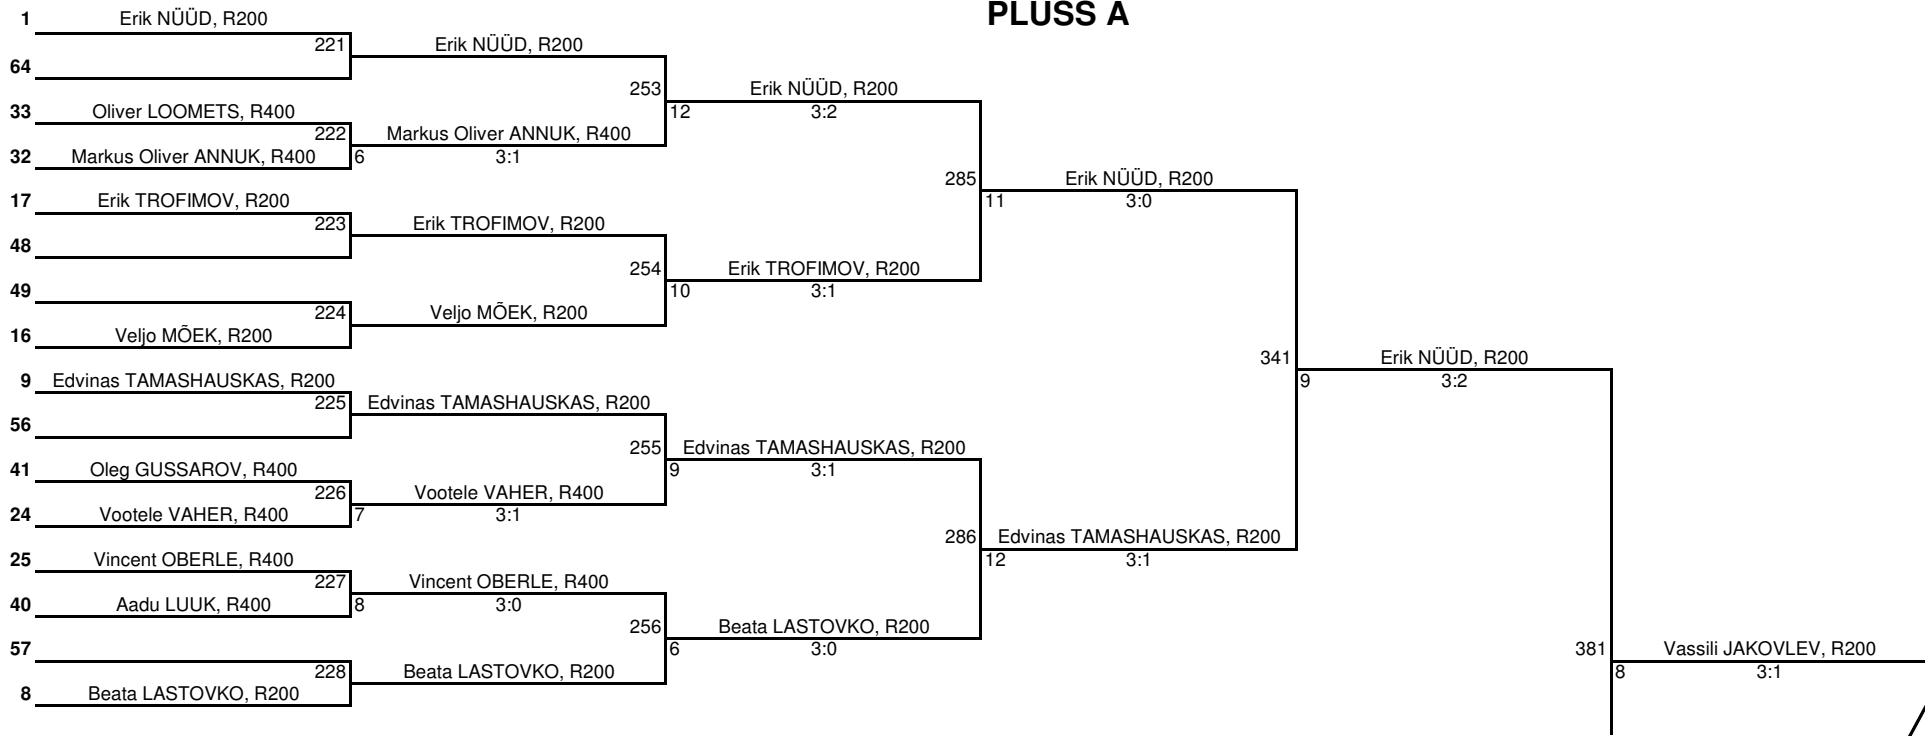 PLUSS A
1 Erik NÜÜD, R200
221 Erik NÜÜD, R200
64
253 Erik NÜÜD, R200
33 Oliver LOOMETS, R400
12 3:2
222 Markus Oliver ANNUK, R400
32 Markus Oliver ANNUK, R400 6 3:1
285 Erik NÜÜD, R200
17 Erik TROFIMOV, R200
11 3:0
223 Erik TROFIMOV, R200
48
254 Erik TROFIMOV, R200
49
10 3:1
224 Veljo MÕEK, R200
16 Veljo MÕEK, R200
341 Erik NÜÜD, R200
9 Edvinas TAMASHAUSKAS, R200
9 3:2
225 Edvinas TAMASHAUSKAS, R200
56
255 Edvinas TAMASHAUSKAS, R200
41 Oleg GUSSAROV, R400
9 3:1
226 Vootele VAHER, R400
24 Vootele VAHER, R400 7 3:1
286 Edvinas TAMASHAUSKAS, R200
25 Vincent OBERLE, R400
12 3:1
227 Vincent OBERLE, R400
40 Aadu LUUK, R400 8 3:0
256 Beata LASTOVKO, R200
57
6 3:0
381 Vassili JAKOVLEV, R200
228 Beata LASTOVKO, R200
8 3:1
8 Beata LASTOVKO, R200